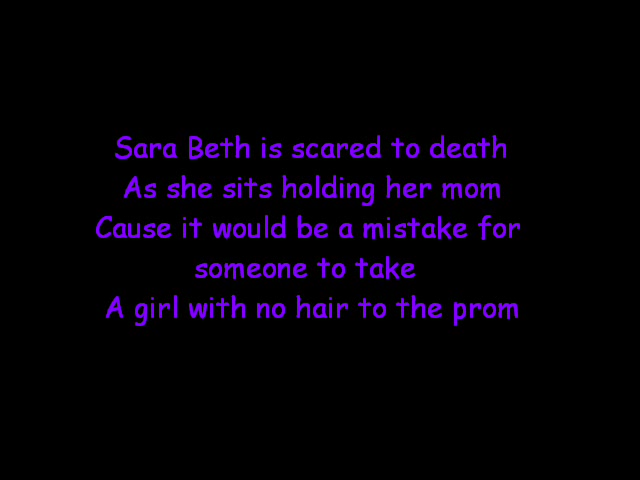 Sara Beth is scared to death
As she sits holding her mom
Cause it would be a mistake for
someone to take
A girl with no hair to the prom